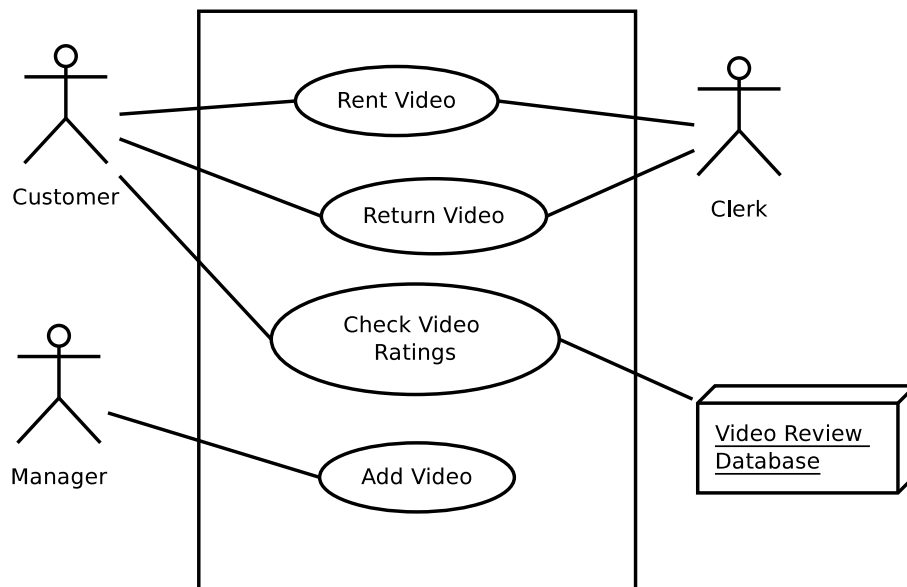 Rent Video
Customer
Return Video
Clerk
Check Video
Ratings
Manager
Add Video
Video Review
Database